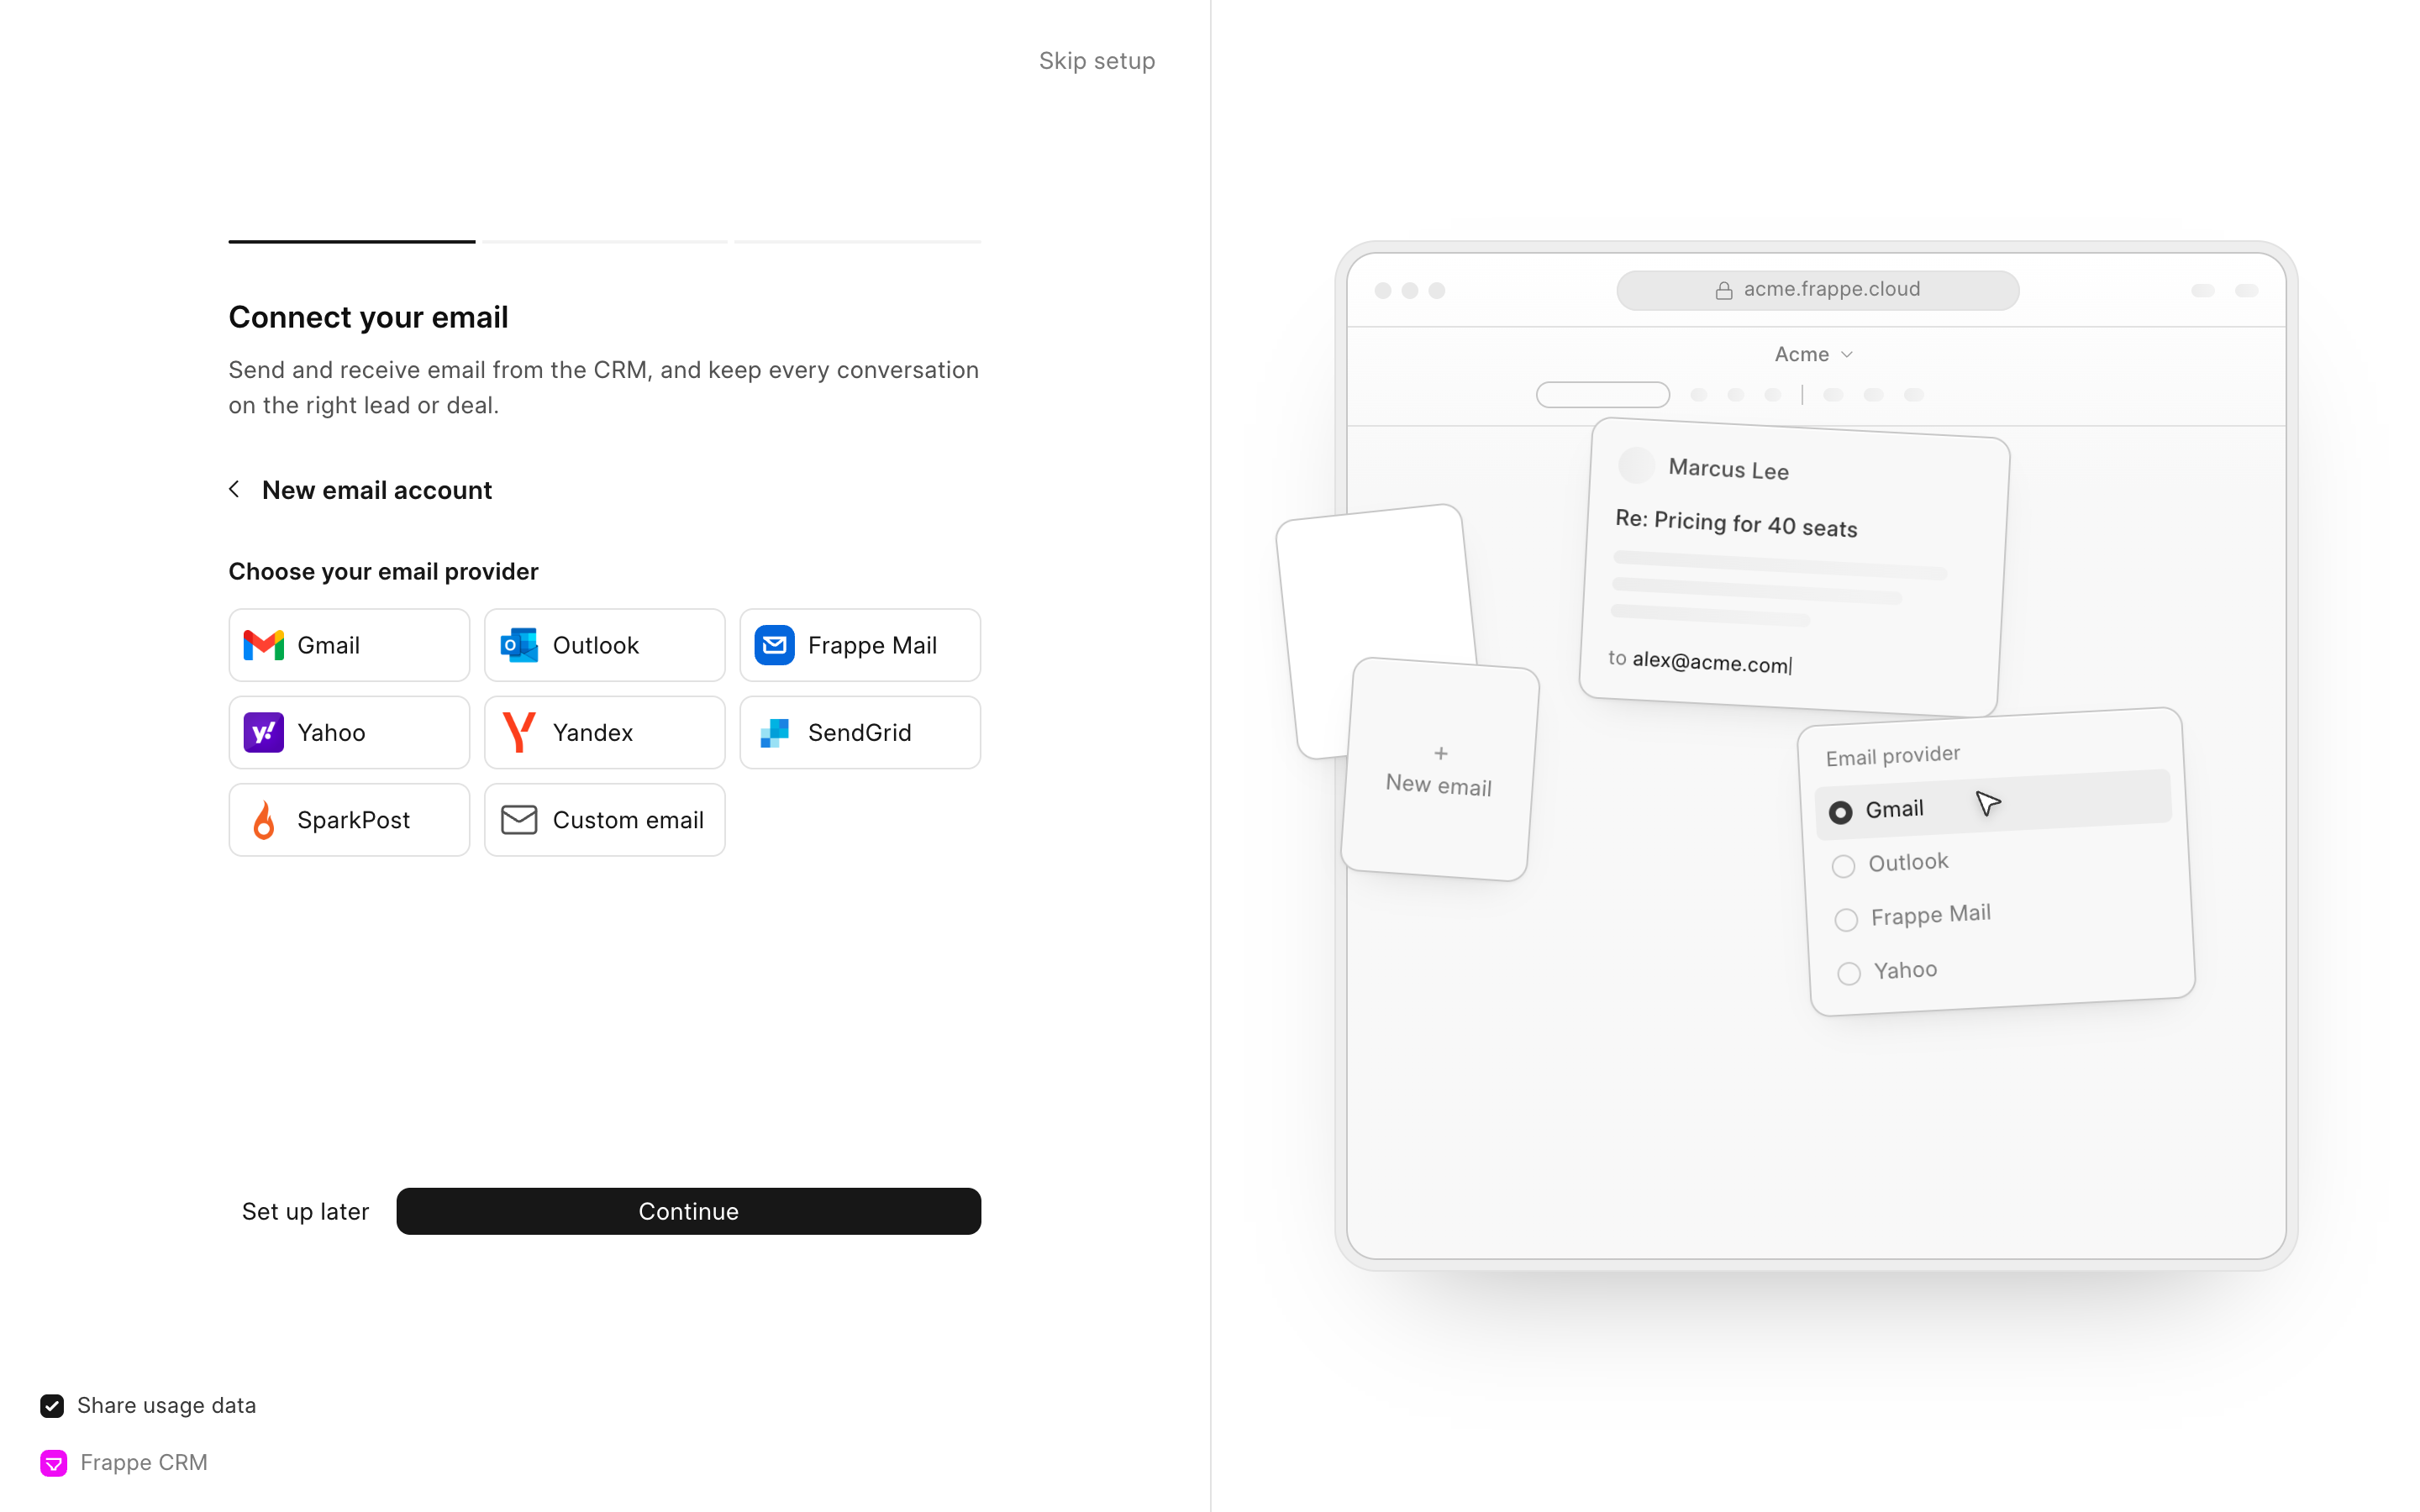 Skip setup
Connect your email
Send and receive email from the CRM, and keep every conversation
on the right lead or deal.
New email account
Choose your email provider
Gmail
Outlook
Frappe Mail
Yahoo
Yandex
SendGrid
SparkPost
Custom email
Set up later
Continue
Share usage data
Frappe CRM
acme.frappe.cloud
Acme
Marcus Lee
Re: Pricing for 40 seats
to alex@acme.com
+
New email
Email provider
Gmail
Outlook
Frappe Mail
Yahoo